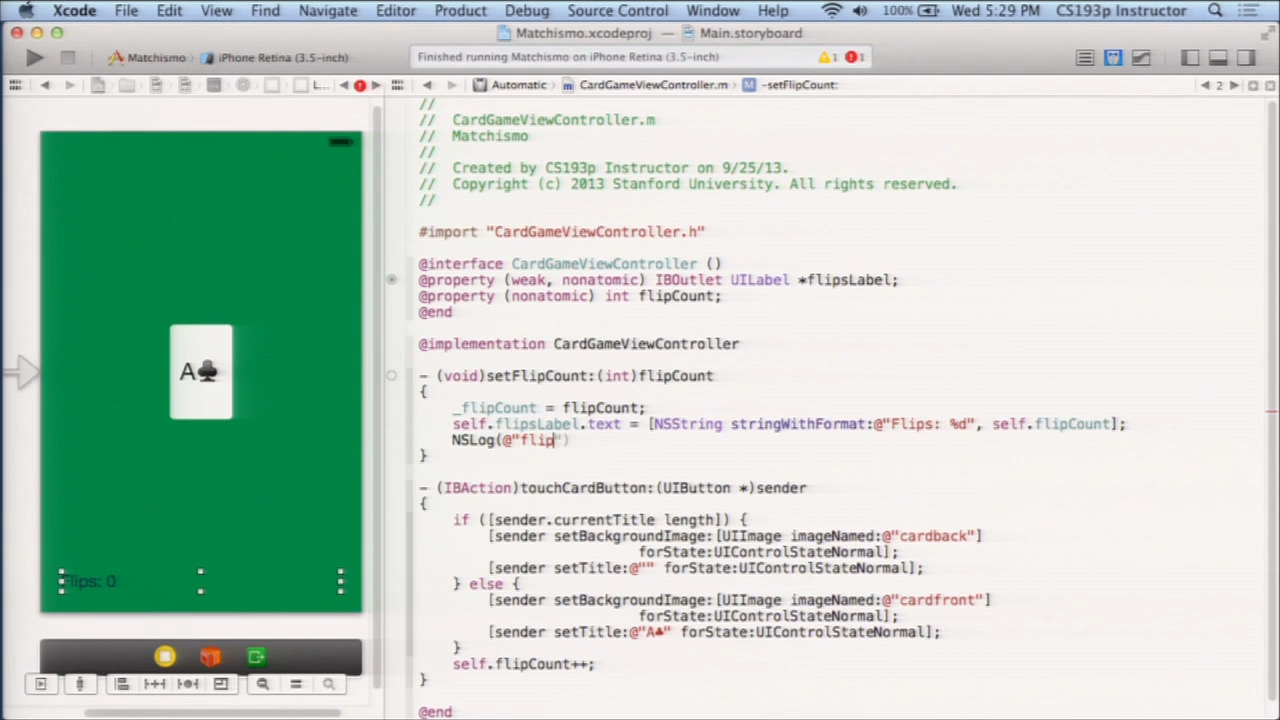 Xcode File Edit View Find Navigate Editor Product Debug Source Control Window Help 100% Wed 5:29 PM CS193p Instructor
Matchismo.xcodeproj Main.storyboard
Matchismo iPhone Retina (3.5-inch) Finished running Matchismo on iPhone Retina (3.5-inch) 1 1
L... Automatic CardGameViewController.m -setFlipCount: 2
//
// CardGameViewController.m
// Matchismo
//
// Created by CS193p Instructor on 9/25/13.
// Copyright (c) 2013 Stanford University. All rights reserved.
//
#import "CardGameViewController.h"
@interface CardGameViewController ()
@property (weak, nonatomic) IBOutlet UILabel *flipsLabel;
@property (nonatomic) int flipCount;
@end
@implementation CardGameViewController
- (void)setFlipCount:(int)flipCount
{
_flipCount = flipCount;
self.flipsLabel.text = [NSString stringWithFormat:@"Flips: %d", self.flipCount];
NSLog(@"flip")
}
- (IBAction)touchCardButton:(UIButton *)sender
{
if ([sender.currentTitle length]) {
[sender setBackgroundImage:[UIImage imageNamed:@"cardback"]
forState:UIControlStateNormal];
[sender setTitle:@"" forState:UIControlStateNormal];
} else {
[sender setBackgroundImage:[UIImage imageNamed:@"cardfront"]
forState:UIControlStateNormal];
[sender setTitle:@"A♣" forState:UIControlStateNormal];
}
self.flipCount++;
}
@end
A♣
Flips: 0